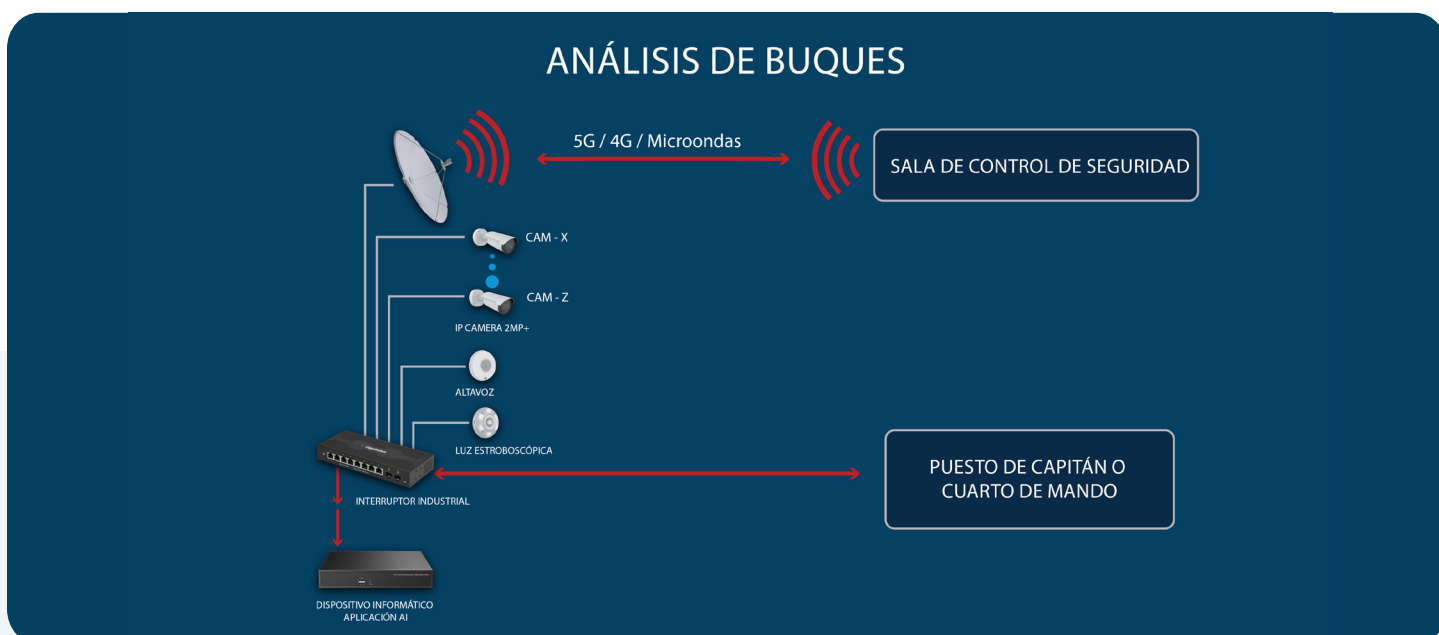 ANÁLISIS DE BUQUES
5G / 4G / Microondas
SALA DE CONTROL DE SEGURIDAD
CAM - X
CAM - Z
IP CAMERA 2MP+
ALTAVOZ
LUZ ESTROBOSCÓPICA
PUESTO DE CAPITÁN O
CUARTO DE MANDO
INTERRUPTOR INDUSTRIAL
DISPOSITIVO INFORMÁTICO
APLICACIÓN AI